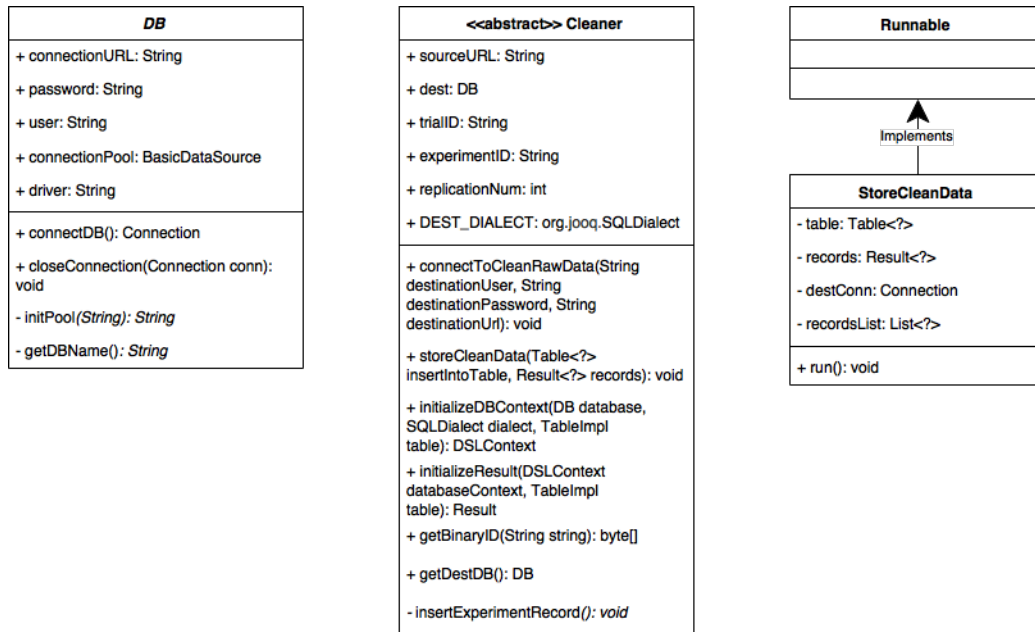 DB
+ connectionURL: String
+ password: String
+ user: String
+ connectionPool: BasicDataSource
+ driver: String
+ connectDB(): Connection
+ closeConnection(Connection conn):
void
- initPool(String): String
- getDBName(): String
<<abstract>> Cleaner
+ sourceURL: String
+ dest: DB
+ trialID: String
+ experimentID: String
+ replicationNum: int
+ DEST_DIALECT: org.jooq.SQLDialect
+ connectToCleanRawData(String
destinationUser, String
destinationPassword, String
destinationUrl): void
+ storeCleanData(Table<?>
insertIntoTable, Result<?> records): void
+ initializeDBContext(DB database,
SQLDialect dialect, TableImpl
table): DSLContext
+ initializeResult(DSLContext
databaseContext, TableImpl
table): Result
+ getBinaryID(String string): byte[]
+ getDestDB(): DB
- insertExperimentRecord(): void
Runnable
Implements
StoreCleanData
- table: Table<?>
- records: Result<?>
- destConn: Connection
- recordsList: List<?>
+ run(): void